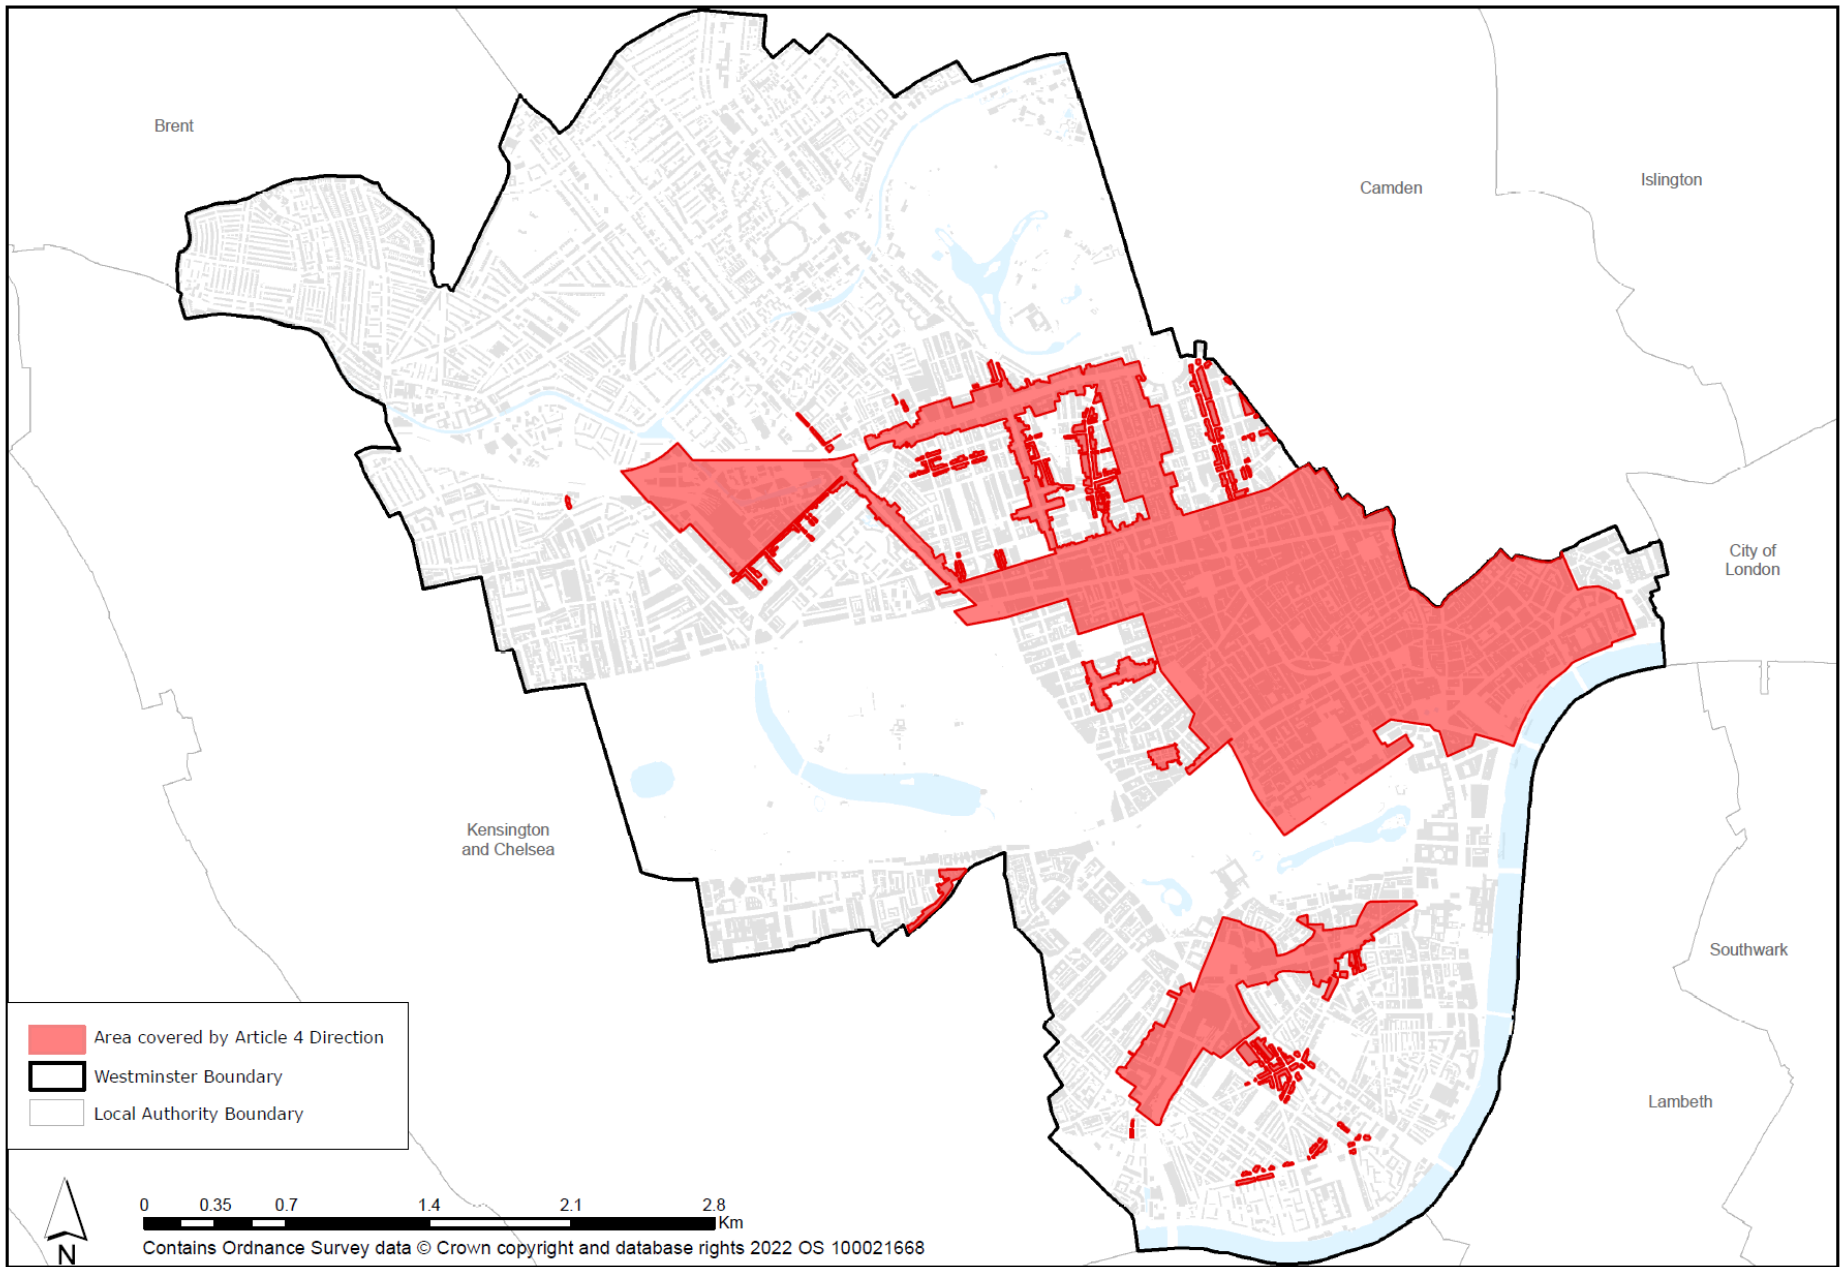 Brent
Camden
Islington
City of
London
Kensington
and Chelsea
Southwark
Lambeth
Area covered by Article 4 Direction
Westminster Boundary
Local Authority Boundary
N
0 0.35 0.7 1.4 2.1 2.8
Km
Contains Ordnance Survey data © Crown copyright and database rights 2022 OS 100021668